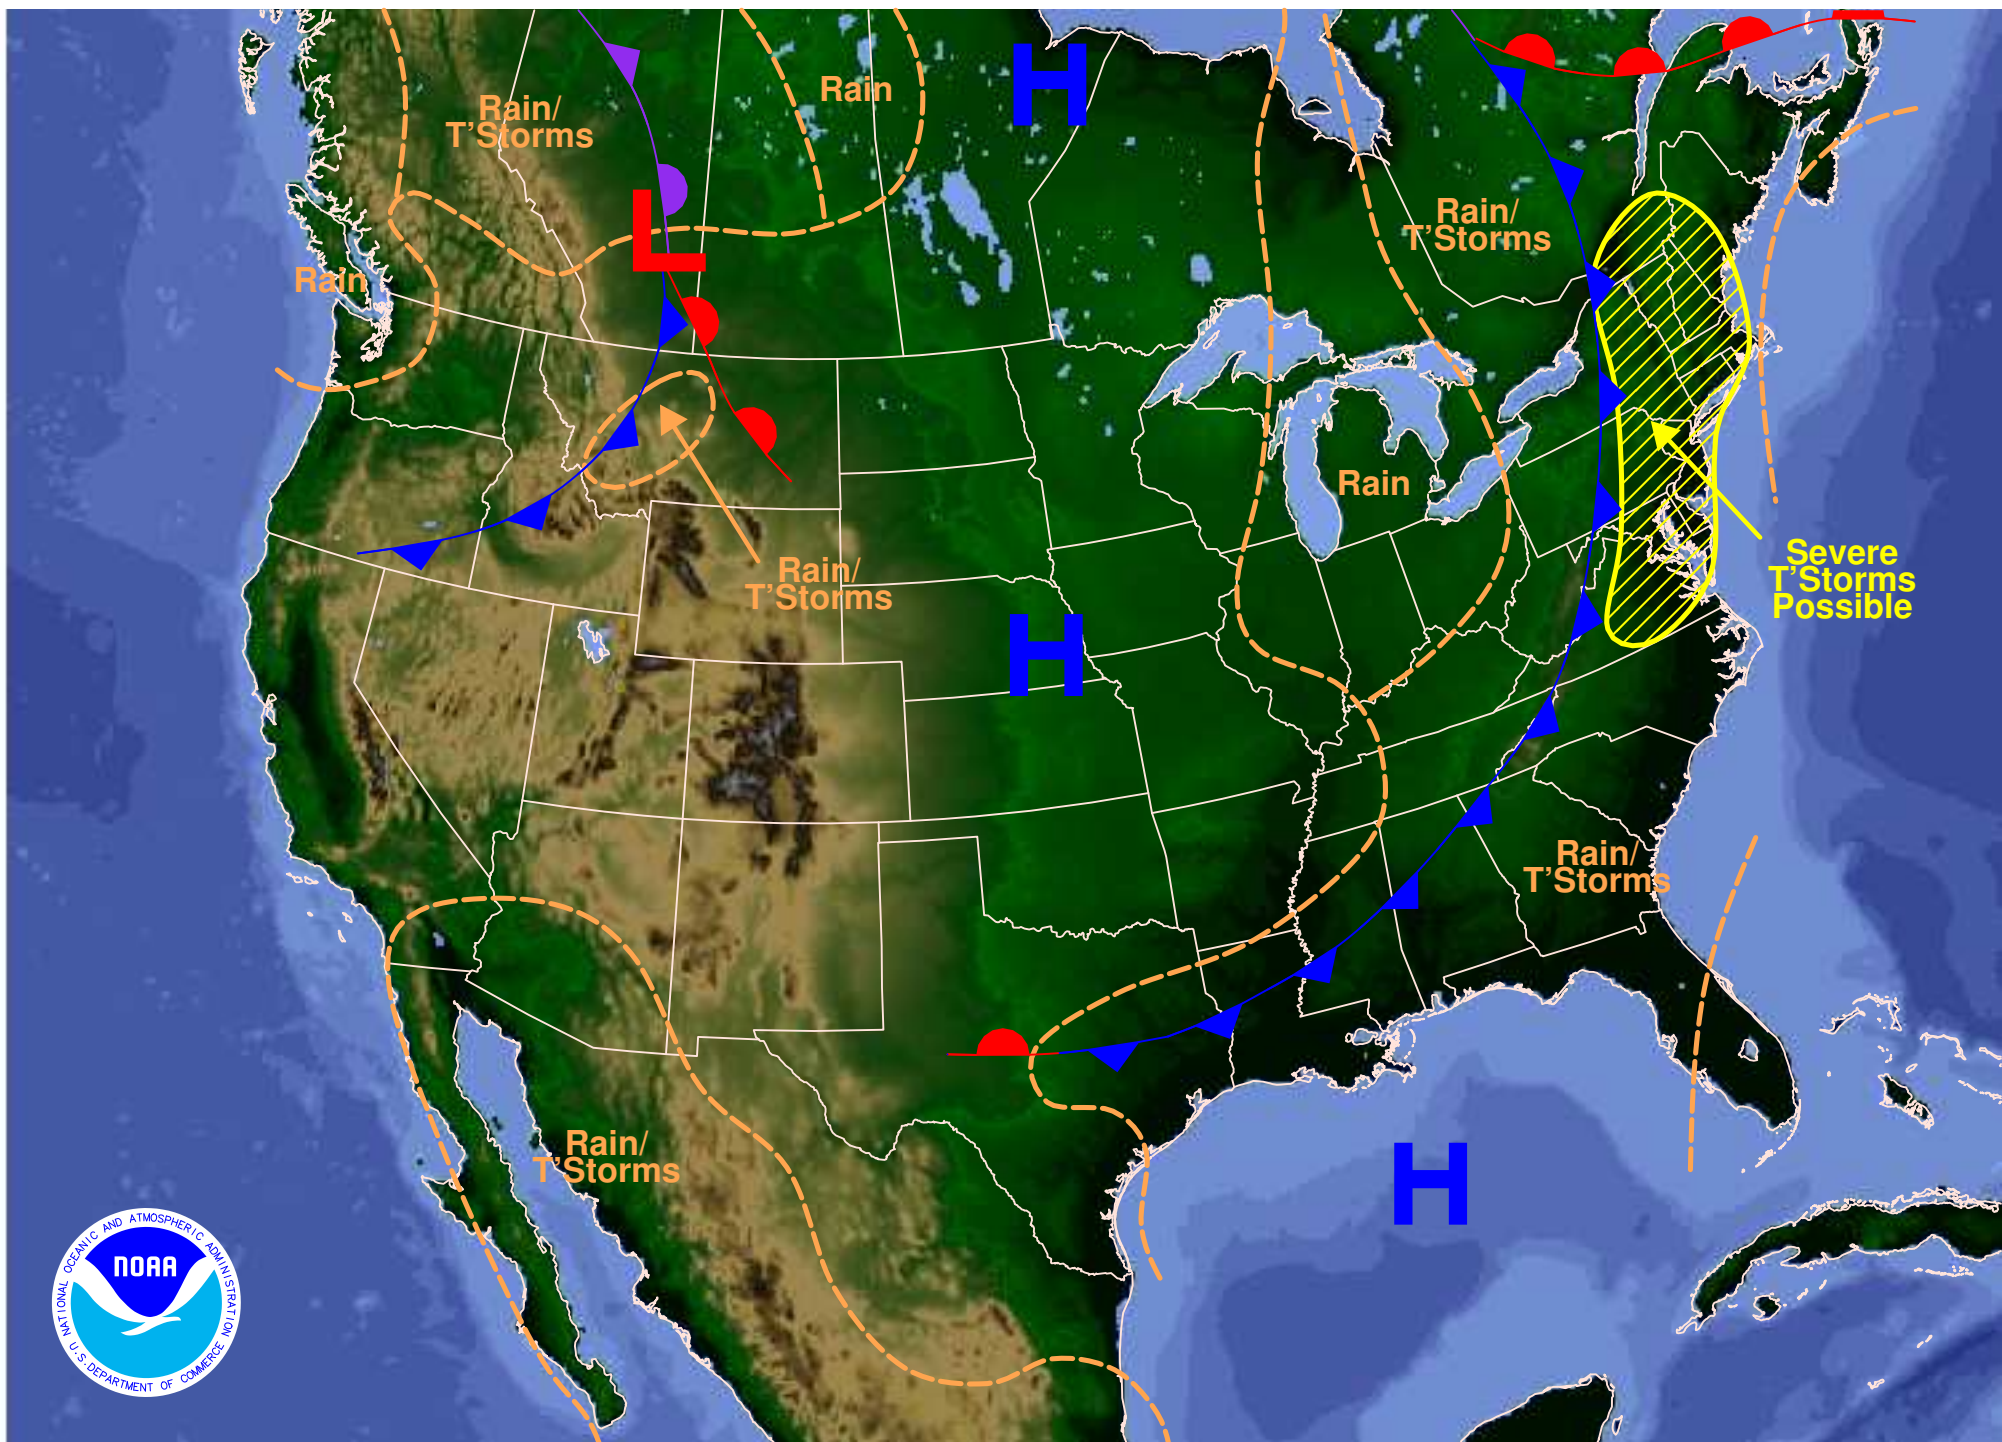 Rain/
T'Storms
Rain
H
Rain/
T'Storms
L
Rain
Rain
Rain/
T'Storms
Severe
T'Storms
Possible
H
Rain/
T'Storms
Rain/
T'Storms
H
NATIONAL OCEANIC AND ATMOSPHERIC ADMINISTRATION
NOAA
U.S. DEPARTMENT OF COMMERCE